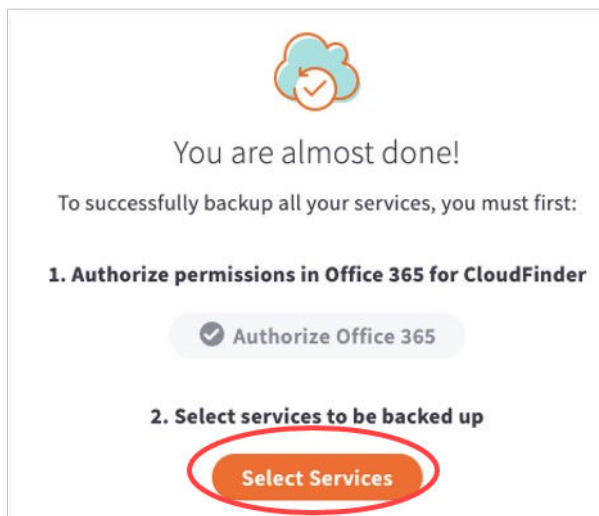 You are almost done!
To successfully backup all your services, you must first:
1. Authorize permissions in Office 365 for CloudFinder
Authorize Office 365
2. Select services to be backed up
Select Services